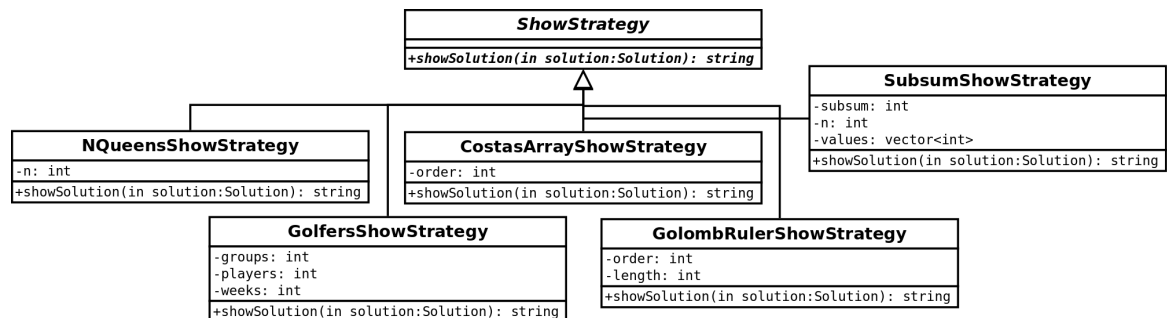 ShowStrategy
+showSolution(in solution:Solution): string
SubsumShowStrategy
-subsum: int
-n: int
-values: vector<int>
+showSolution(in solution:Solution): string
NQueensShowStrategy
-n: int
+showSolution(in solution:Solution): string
CostasArrayShowStrategy
-order: int
+showSolution(in solution:Solution): string
GolfersShowStrategy
-groups: int
-players: int
-weeks: int
+showSolution(in solution:Solution): string
GolombRulerShowStrategy
-order: int
-length: int
+showSolution(in solution:Solution): string